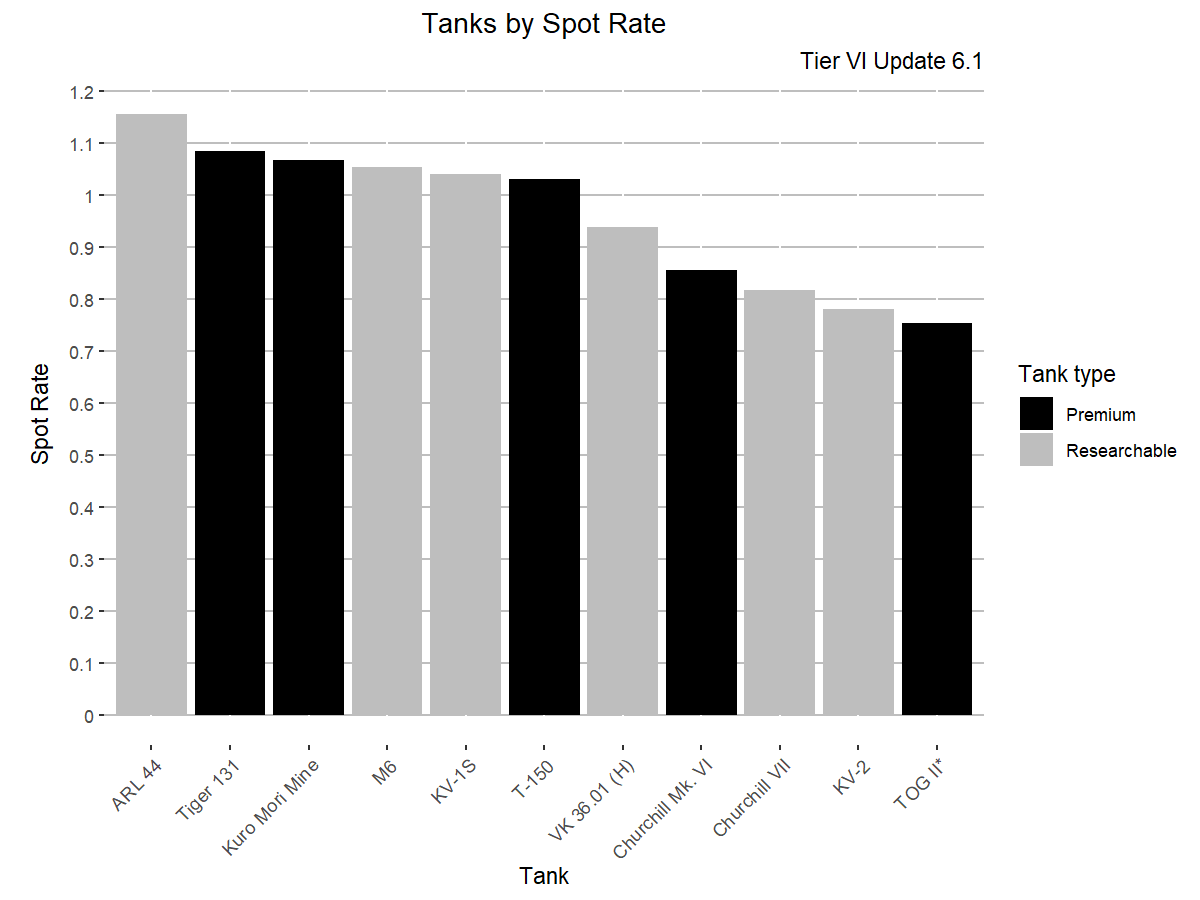 Tanks by Spot Rate
Tier VI Update 6.1
1.2
1.1
1
0.9
0.8
0.7
0.6
0.5
0.4
0.3
0.2
0.1
0
Spot Rate
ARL 44
Tiger 131
Kuro Mori Mine
M6
KV-1S
T-150
VK 36.01 (H)
Churchill Mk. VI
Churchill VII
KV-2
TOG II*
Tank
Tank type
Premium
Researchable